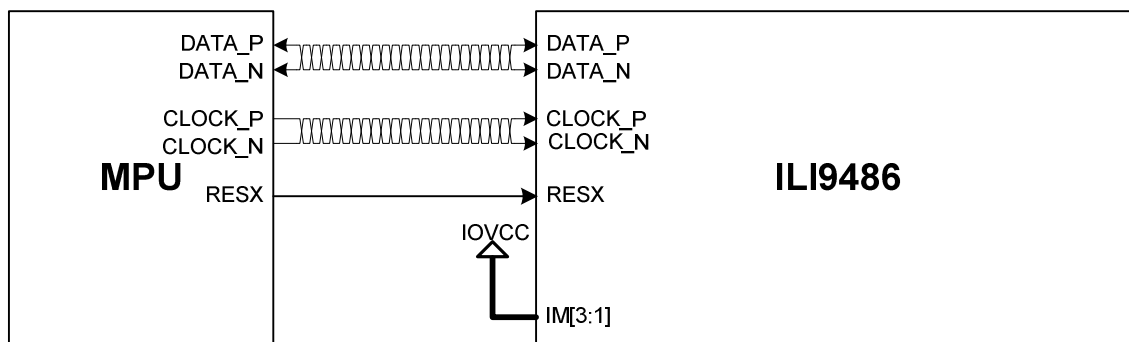 DATA_P
DATA_N
CLOCK_P
CLOCK_N
MPU
RESX
DATA_P
DATA_N
CLOCK_P
CLOCK_N
ILI9486
RESX
IOVCC
IM[3:1]